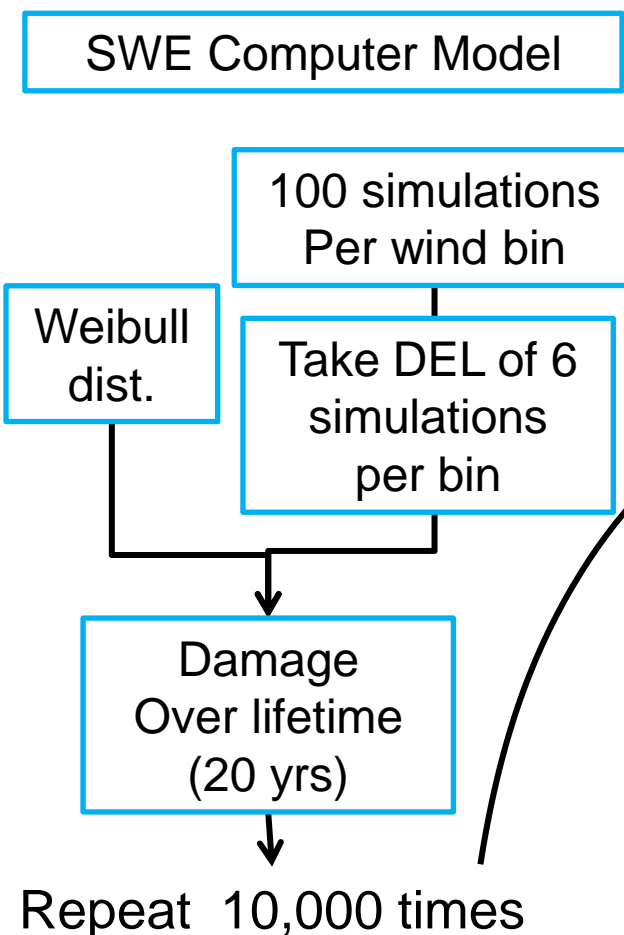 SWE Computer Model
100 simulations
Per wind bin
Weibull
dist.
Take DEL of 6
simulations
per bin
Damage
Over lifetime
(20 yrs)
Repeat 10,000 times